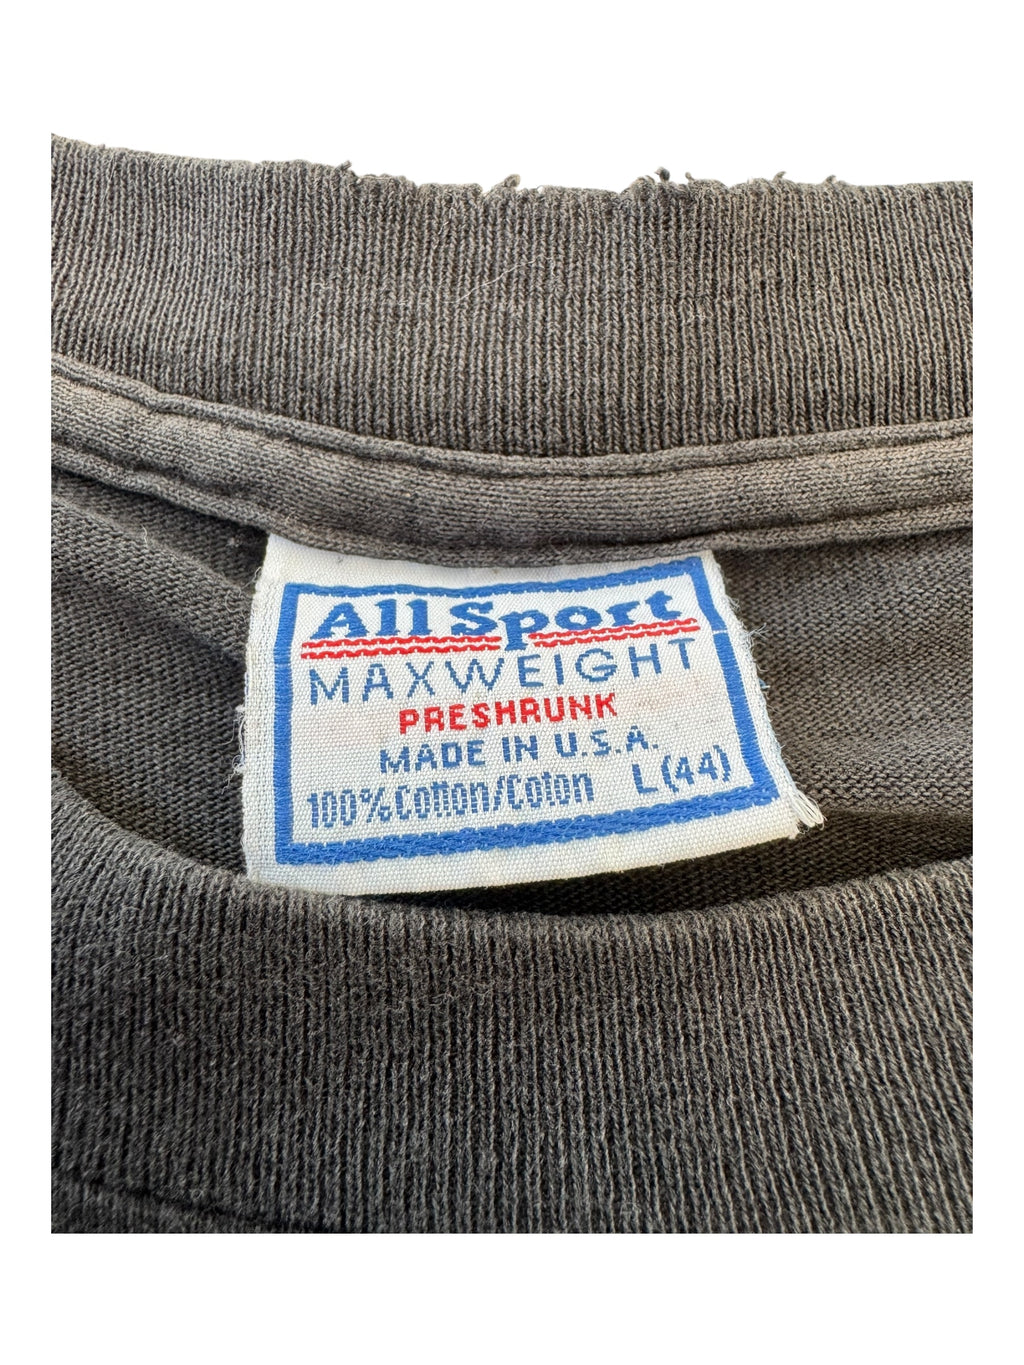 All Sport
MAXWEIGHT
PRESHRUNK
MADE IN U.S.A.
100% Cotton/Coton L (44)